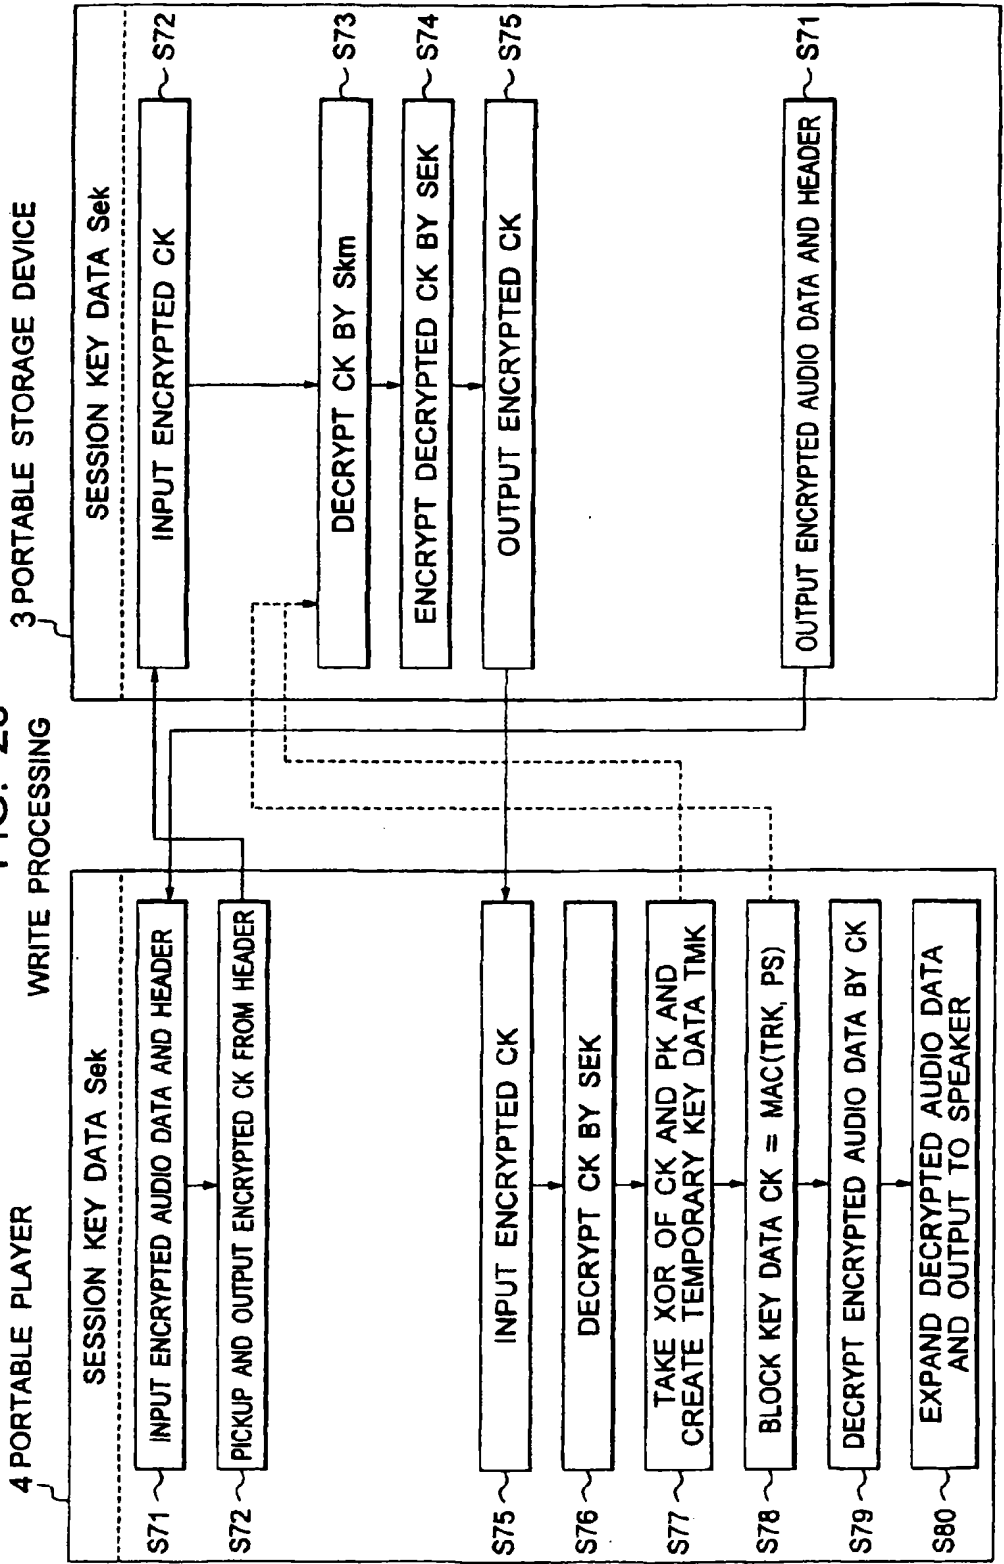 WRITE PROCESSING
4 PORTABLE PLAYER
SESSION KEY DATA Sek
S71
INPUT ENCRYPTED AUDIO DATA AND HEADER
S72
PICKUP AND OUTPUT ENCRYPTED CK FROM HEADER
S75
INPUT ENCRYPTED CK
S76
DECRYPT CK BY SEK
S77
TAKE XOR OF CK AND PK AND
CREATE TEMPORARY KEY DATA TMK
S78
BLOCK KEY DATA CK = MAC(TRK, PS)
S79
DECRYPT ENCRYPTED AUDIO DATA BY CK
S80
EXPAND DECRYPTED AUDIO DATA
AND OUTPUT TO SPEAKER
3 PORTABLE STORAGE DEVICE
SESSION KEY DATA Sek
INPUT ENCRYPTED CK
S72
DECRYPT CK BY Skm
S73
ENCRYPT DECRYPTED CK BY SEK
S74
OUTPUT ENCRYPTED CK
S75
OUTPUT ENCRYPTED AUDIO DATA AND HEADER
S71